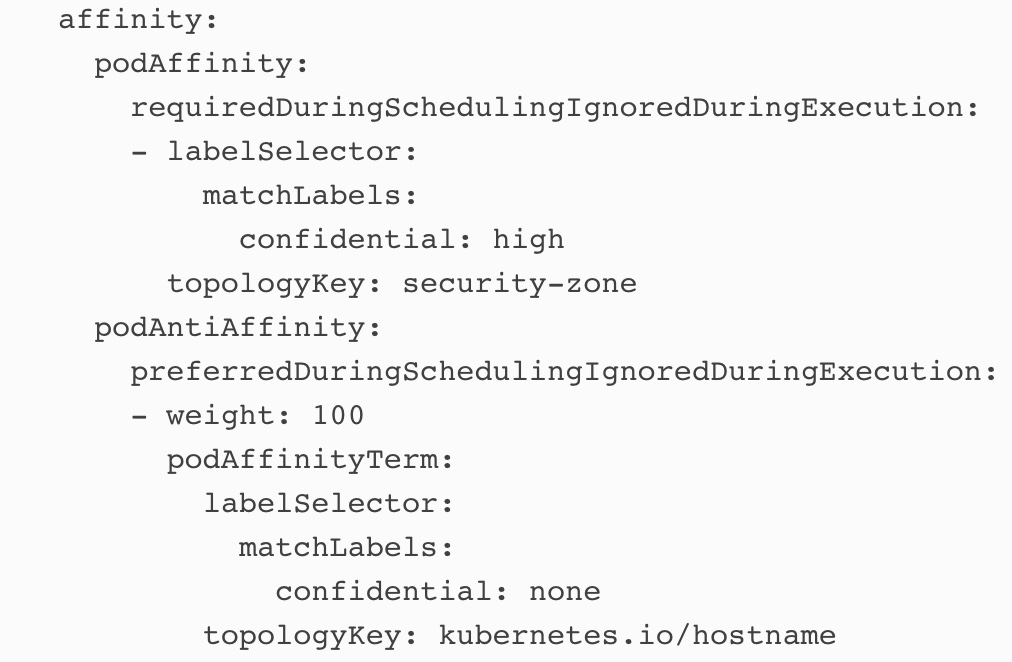 affinity:
  podAffinity:
    requiredDuringSchedulingIgnoredDuringExecution:
    - labelSelector:
        matchLabels:
          confidential: high
      topologyKey: security-zone
  podAntiAffinity:
    preferredDuringSchedulingIgnoredDuringExecution:
    - weight: 100
      podAffinityTerm:
        labelSelector:
          matchLabels:
            confidential: none
        topologyKey: kubernetes.io/hostname